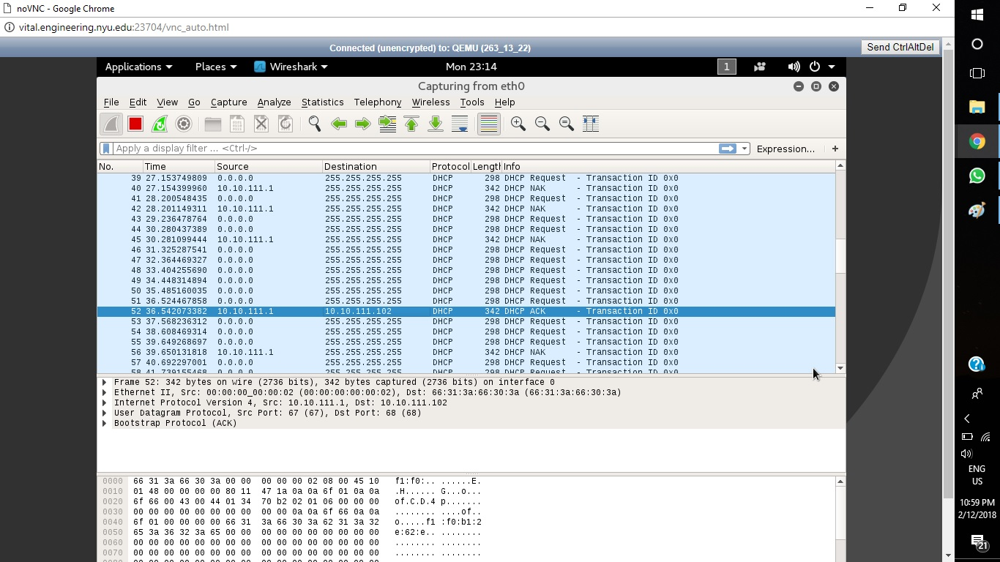 noVNC - Google Chrome
vital.engineering.nyu.edu:23704/vnc_auto.html
Connected (unencrypted) to: QEMU (263_13_22)
Send CtrlAltDel
Applications Places Wireshark Mon 23:14 1
Capturing from eth0
File Edit View Go Capture Analyze Statistics Telephony Wireless Tools Help
Apply a display filter ... <Ctrl-/> Expression... +
No. Time Source Destination Protocol Length Info
39 27.153749809 0.0.0.0 255.255.255.255 DHCP 298 DHCP Request - Transaction ID 0x0
40 27.154399960 10.10.111.1 255.255.255.255 DHCP 342 DHCP NAK - Transaction ID 0x0
41 28.200548435 0.0.0.0 255.255.255.255 DHCP 298 DHCP Request - Transaction ID 0x0
42 28.201149311 10.10.111.1 255.255.255.255 DHCP 342 DHCP NAK - Transaction ID 0x0
43 29.236478764 0.0.0.0 255.255.255.255 DHCP 298 DHCP Request - Transaction ID 0x0
44 30.280437389 0.0.0.0 255.255.255.255 DHCP 298 DHCP Request - Transaction ID 0x0
45 30.281099444 10.10.111.1 255.255.255.255 DHCP 342 DHCP NAK - Transaction ID 0x0
46 31.325287541 0.0.0.0 255.255.255.255 DHCP 298 DHCP Request - Transaction ID 0x0
47 32.364469327 0.0.0.0 255.255.255.255 DHCP 298 DHCP Request - Transaction ID 0x0
48 33.404255690 0.0.0.0 255.255.255.255 DHCP 298 DHCP Request - Transaction ID 0x0
49 34.448314894 0.0.0.0 255.255.255.255 DHCP 298 DHCP Request - Transaction ID 0x0
50 35.485160035 0.0.0.0 255.255.255.255 DHCP 298 DHCP Request - Transaction ID 0x0
51 36.524467858 0.0.0.0 255.255.255.255 DHCP 298 DHCP Request - Transaction ID 0x0
52 36.542073382 10.10.111.1 10.10.111.102 DHCP 342 DHCP ACK - Transaction ID 0x0
53 37.568236312 0.0.0.0 255.255.255.255 DHCP 298 DHCP Request - Transaction ID 0x0
54 38.608469314 0.0.0.0 255.255.255.255 DHCP 298 DHCP Request - Transaction ID 0x0
55 39.649268697 0.0.0.0 255.255.255.255 DHCP 298 DHCP Request - Transaction ID 0x0
56 39.650131818 10.10.111.1 255.255.255.255 DHCP 342 DHCP NAK - Transaction ID 0x0
57 40.692297001 0.0.0.0 255.255.255.255 DHCP 298 DHCP Request - Transaction ID 0x0
58 41.739155468 0.0.0.0 255.255.255.255 DHCP 298 DHCP Request - Transaction ID 0x0
Frame 52: 342 bytes on wire (2736 bits), 342 bytes captured (2736 bits) on interface 0
Ethernet II, Src: 00:00:00_00:00:02 (00:00:00:00:00:02), Dst: 66:31:3a:66:30:3a (66:31:3a:66:30:3a)
Internet Protocol Version 4, Src: 10.10.111.1, Dst: 10.10.111.102
User Datagram Protocol, Src Port: 67 (67), Dst Port: 68 (68)
Bootstrap Protocol (ACK)
0000 66 31 3a 66 30 3a 00 00 00 00 00 02 08 00 45 10 f1:f0:.. ......E.
0010 01 48 00 00 00 00 80 11 47 1a 0a 0a 6f 01 0a 0a .H...... G...o...
0020 6f 66 00 43 00 44 01 34 70 b2 02 01 06 00 00 00 of.C.D.4 p.......
0030 00 00 00 00 00 00 00 00 0a 0a 6f 66 0a 0a ........ ....of..
0040 6f 01 00 00 00 00 66 31 3a 66 30 3a 62 31 3a 32 o.....f1 :f0:b1:2
0050 65 3a 36 32 3a 65 00 00 00 00 00 00 00 00 00 00 e:62:e.. ........
0060 00 00 00 00 00 00 00 00 00 00 00 00 00 00 00 00 ........ ........
0070 00 00 00 00 00 00 00 00 00 00 00 00 00 00 00 00 ........ ........
ENG
US
10:59 PM
2/12/2018
21